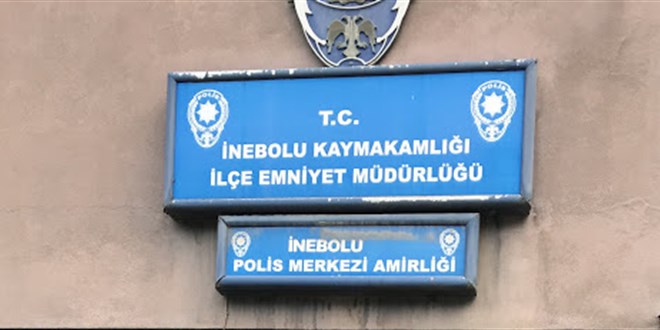 T.C.
İNEBOLU KAYMAKAMLIĞI
İLÇE EMNİYET MÜDÜRLÜĞÜ
İNEBOLU
POLİS MERKEZİ AMİRLİĞİ